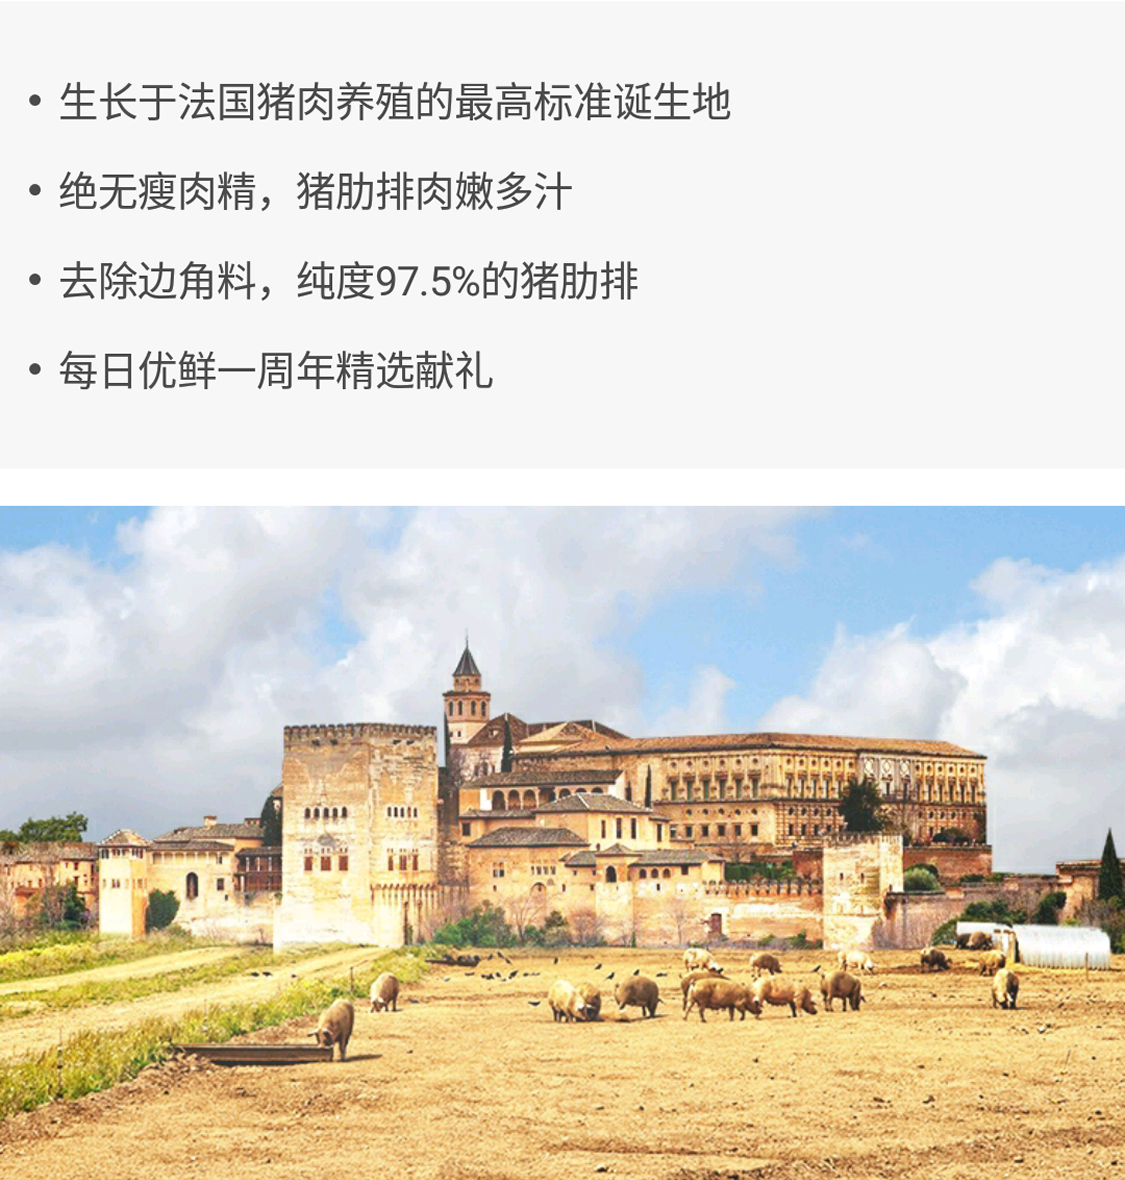 • 生长于法国猪肉养殖的最高标准诞生地
• 绝无瘦肉精，猪肋排肉嫩多汁
• 去除边角料，纯度97.5%的猪肋排
• 每日优鲜一周年精选献礼